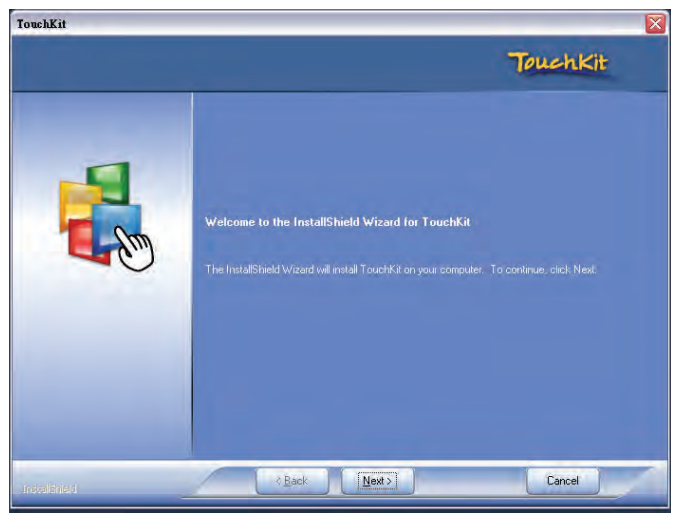 TouchKit
TouchKit
Welcome to the InstallShield Wizard for TouchKit
The InstallShield Wizard will install TouchKit on your computer. To continue, click Next.
InstallShield
< Back
Next >
Cancel